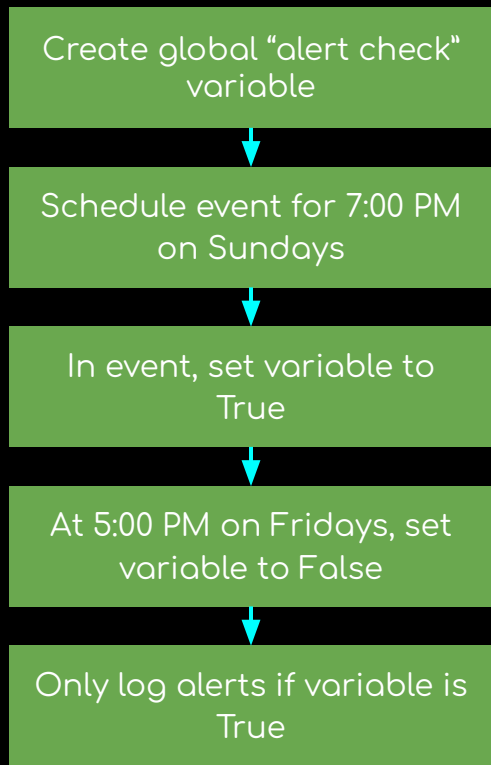 Create global “alert check”
variable
Schedule event for 7:00 PM
on Sundays
In event, set variable to
True
At 5:00 PM on Fridays, set
variable to False
Only log alerts if variable is
True